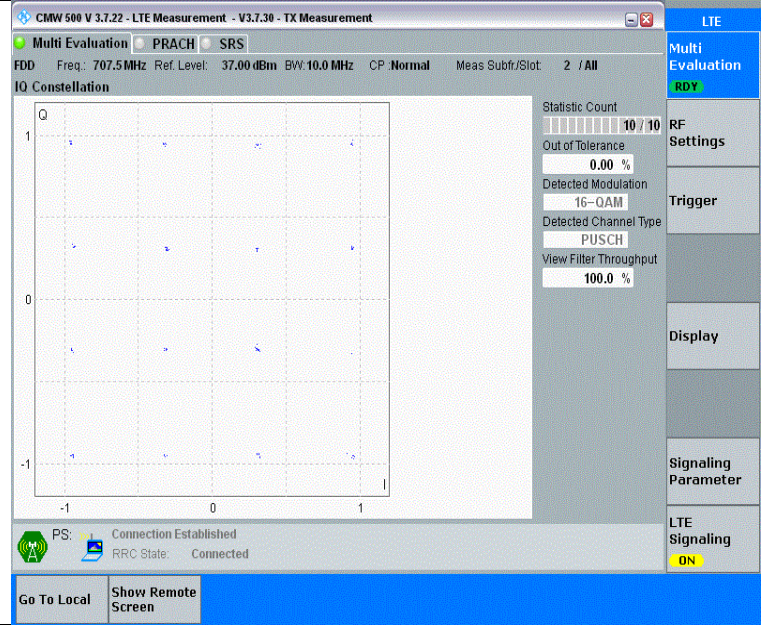 CMW 500 V 3.7.22 - LTE Measurement - V3.7.30 - TX Measurement
LTE
Multi Evaluation PRACH SRS
Multi
Evaluation
RDY
FDD Freq.: 707.5 MHz Ref. Level: 37.00 dBm BW: 10.0 MHz CP : Normal Meas Subfr./Slot: 2 / All
IQ Constellation
Q
1
0
-1
-1
0
1
I
Statistic Count
10 / 10
Out of Tolerance
0.00 %
Detected Modulation
16-QAM
Detected Channel Type
PUSCH
View Filter Throughput
100.0 %
RF
Settings
Trigger
Display
Signaling
Parameter
LTE
Signaling
ON
PS: Connection Established
RRC State: Connected
Go To Local
Show Remote
Screen